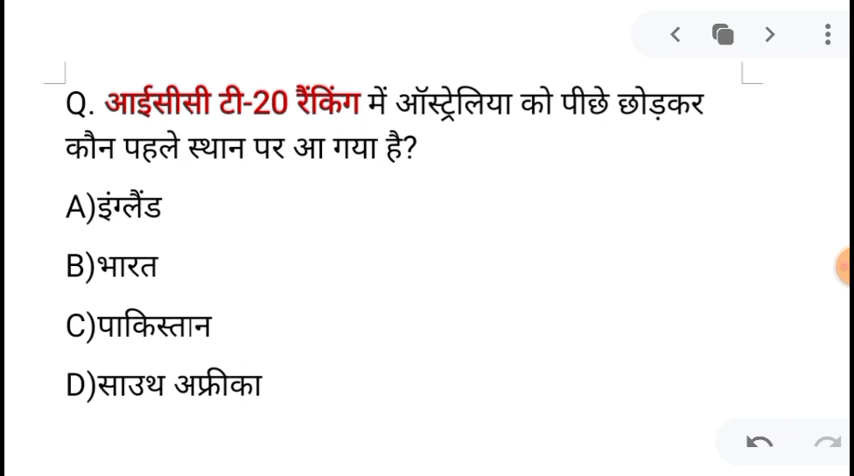 Q. आईसीसी टी-20 रैंकिंग में ऑस्ट्रेलिया को पीछे छोड़कर
कौन पहले स्थान पर आ गया है?
A)इंग्लैंड
B)भारत
C)पाकिस्तान
D)साउथ अफ्रीका